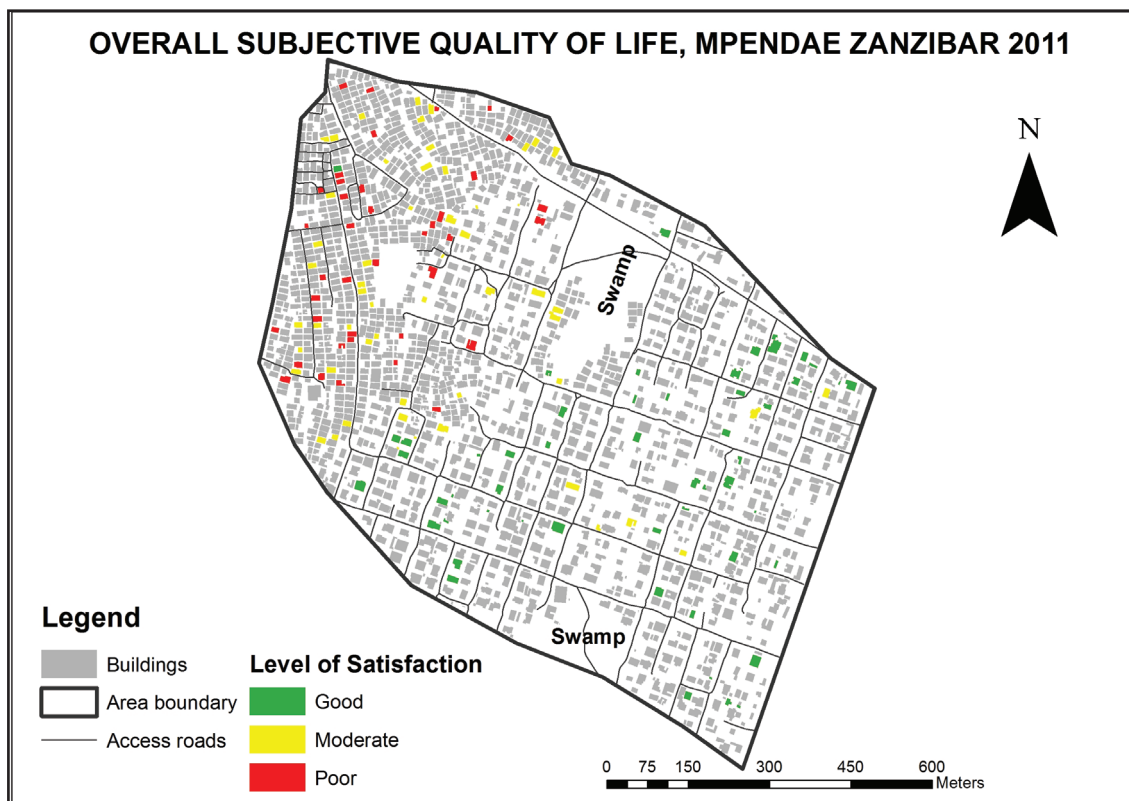 OVERALL SUBJECTIVE QUALITY OF LIFE, MPENDAE ZANZIBAR 2011
N
Swamp
Swamp
Legend
Buildings
Area boundary
Access roads
Level of Satisfaction
Good
Moderate
Poor
0 75 150 300 450 600
Meters